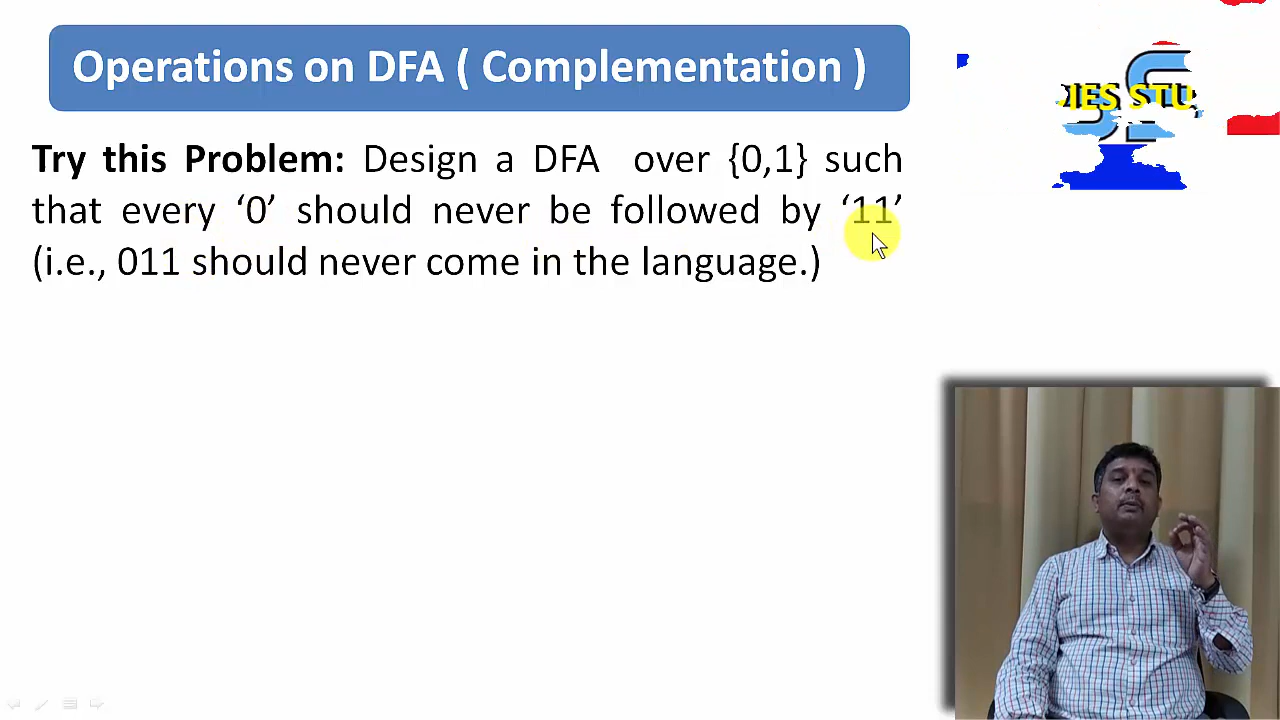 Operations on DFA ( Complementation )
Try this Problem: Design a DFA over {0,1} such
that every ‘0’ should never be followed by ‘11’
(i.e., 011 should never come in the language.)